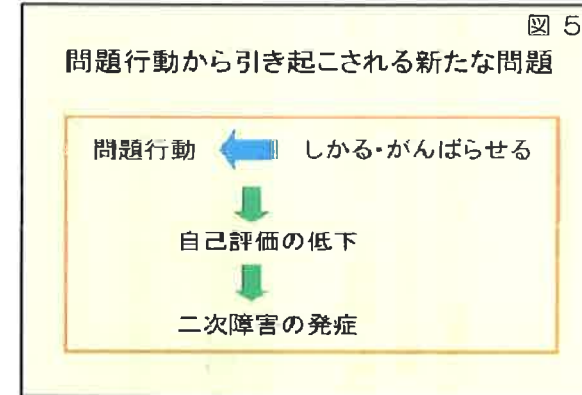 図 5
問題行動から引き起こされる新たな問題
問題行動 しかる・がんばらせる
自己評価の低下
二次障害の発症